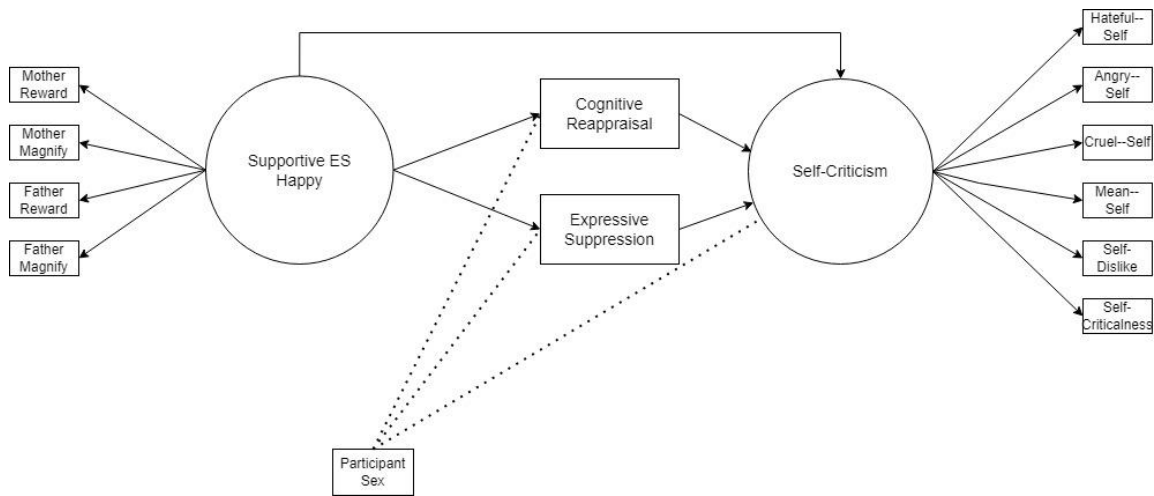 Mother
Reward
Mother
Magnify
Father
Reward
Father
Magnify
Supportive ES
Happy
Cognitive
Reappraisal
Expressive
Suppression
Participant
Sex
Self-Criticism
Hateful--
Self
Angry--
Self
Cruel--Self
Mean--
Self
Self-
Dislike
Self-
Criticalness